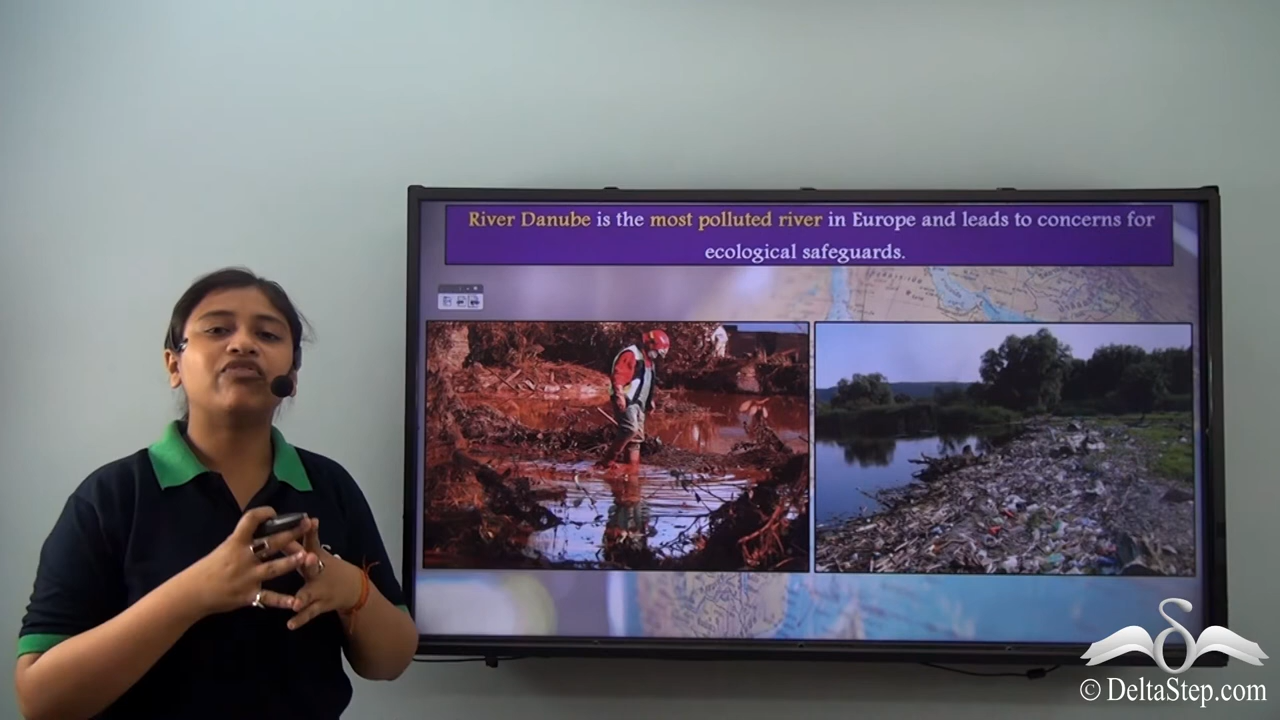 River Danube is the most polluted river in Europe and leads to concerns for
ecological safeguards.
© DeltaStep.com